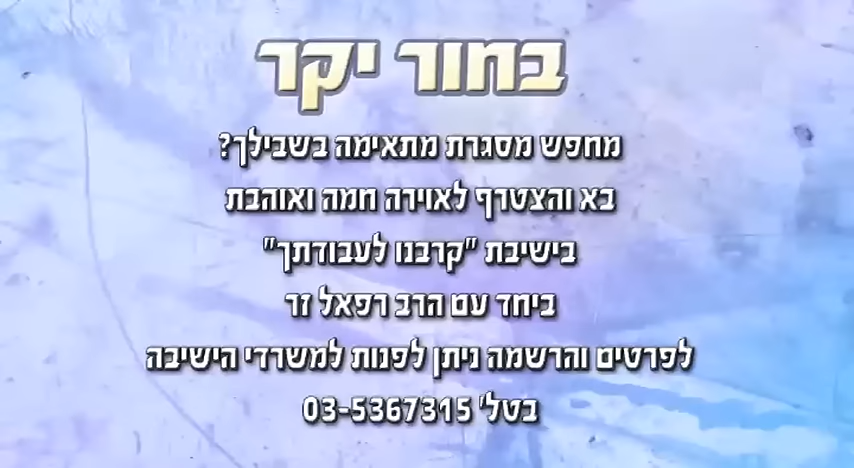 בחור יקר
מחפש מסגרת מתאימה בשבילך?
בא והצטרף לאוירה חמה ואוהבת
בישיבת "קרבנו לעבודתך"
ביחד עם הרב רפאל זר
לפרטים והרשמה ניתן לפנות למשרדי הישיבה
בטל' 03-5367315